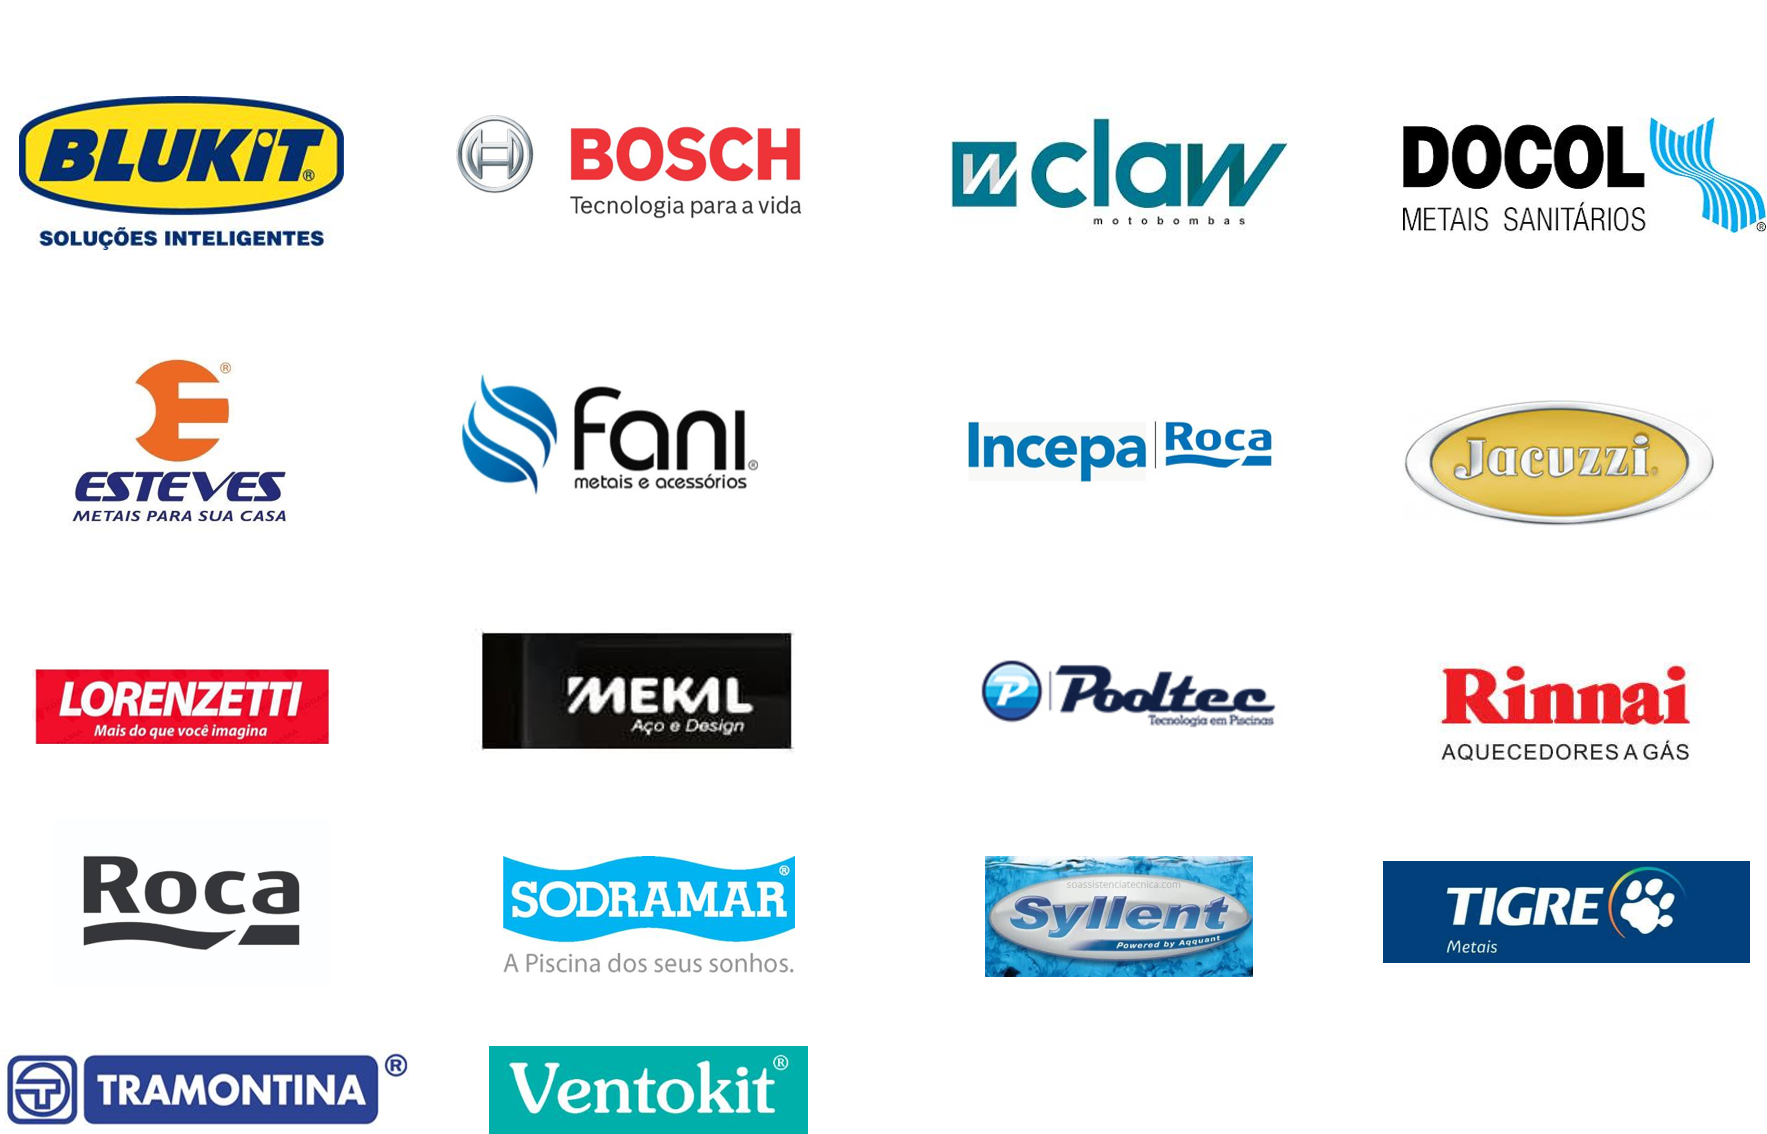 BLUKiT®
SOLUÇÕES INTELIGENTES
BOSCH
Tecnologia para a vida
w claw
motobombas
DOCOL
METAIS SANITÁRIOS ®
E ®
ESTEVES
METAIS PARA SUA CASA
fani®
metais e acessórios
Incepa Roca
Jacuzzi®
LORENZETTI
Mais do que você imagina
MEKAL
Aço e Design
P Pooltec
Tecnologia em Piscinas
Rinnai
AQUECEDORES A GÁS
Roca
SODRAMAR®
A Piscina dos seus sonhos.
soassistenciatecnica.com
Syllent
Powered by Aqquant
TIGRE
Metais
T TRAMONTINA®
Ventokit®